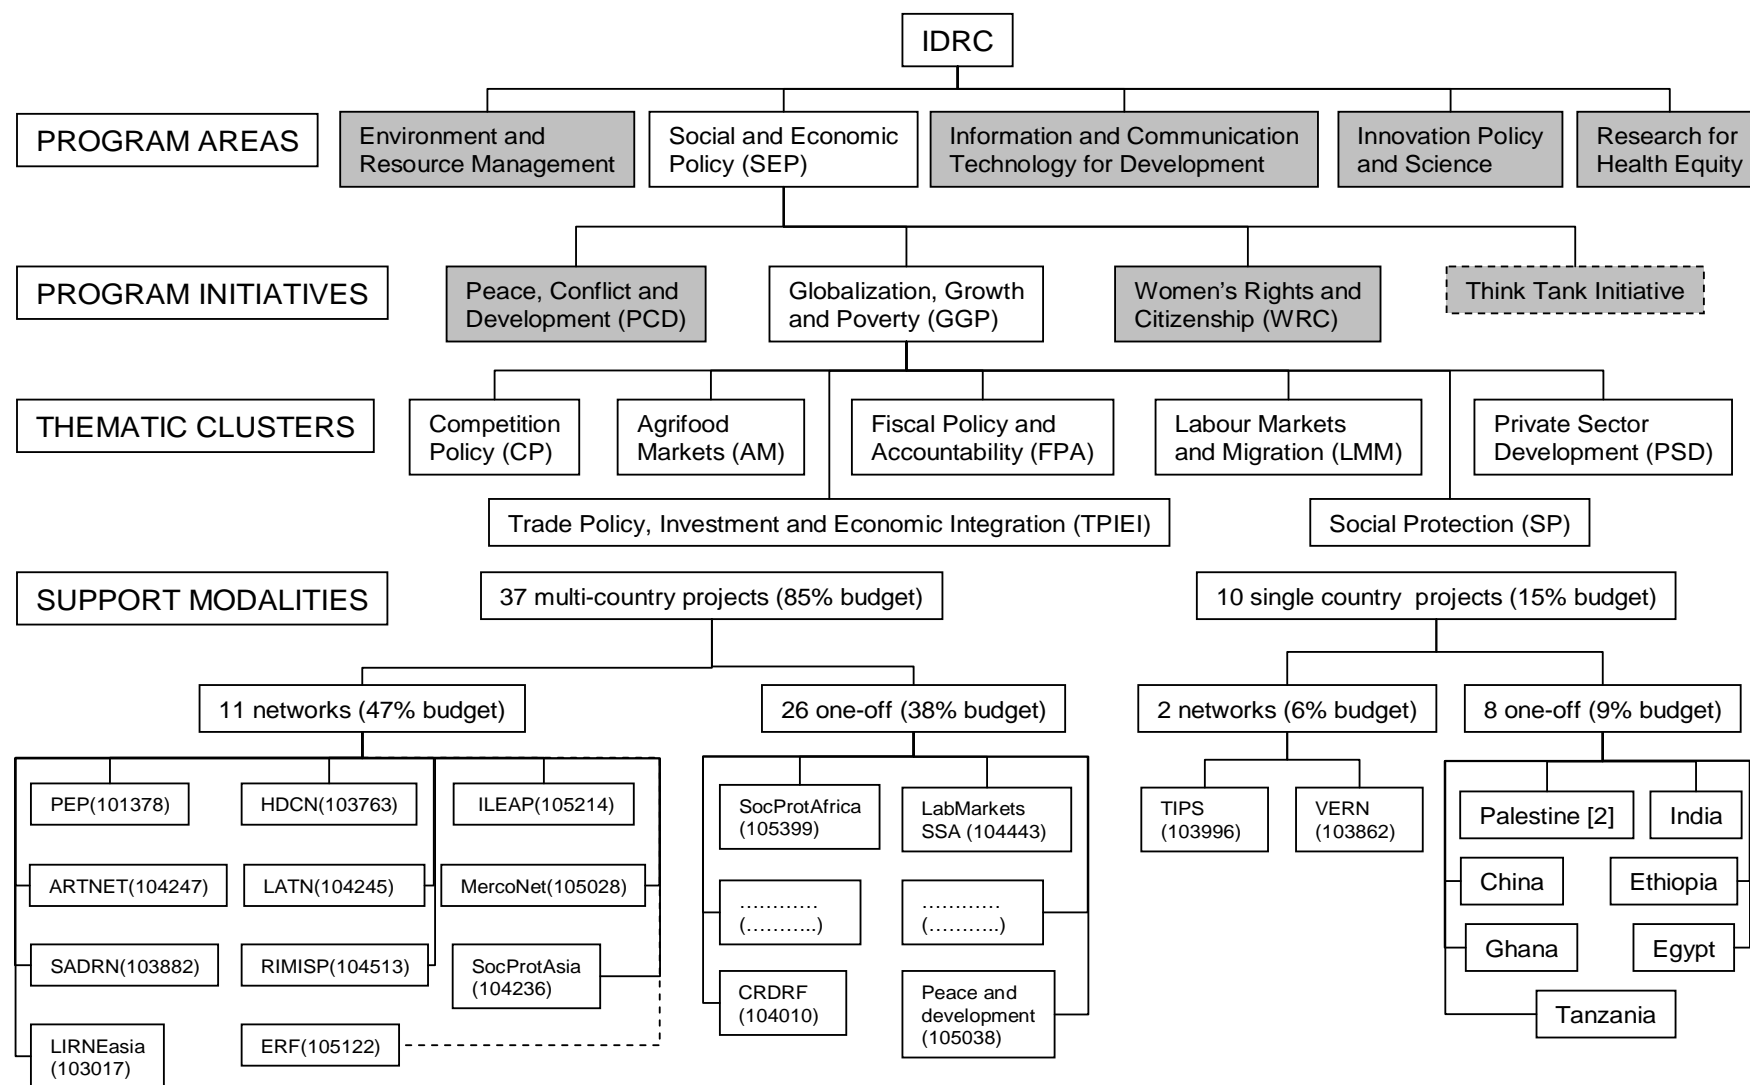 IDRC
PROGRAM AREAS
Environment and
Resource Management
Social and Economic
Policy (SEP)
Information and Communication
Technology for Development
Innovation Policy
and Science
Research for
Health Equity
PROGRAM INITIATIVES
Peace, Conflict and
Development (PCD)
Globalization, Growth
and Poverty (GGP)
Women's Rights and
Citizenship (WRC)
Think Tank Initiative
THEMATIC CLUSTERS
Competition
Policy (CP)
Agrifood
Markets (AM)
Fiscal Policy and
Accountability (FPA)
Labour Markets
and Migration (LMM)
Private Sector
Development (PSD)
Trade Policy, Investment and Economic Integration (TPIEI)
Social Protection (SP)
SUPPORT MODALITIES
37 multi-country projects (85% budget)
10 single country projects (15% budget)
11 networks (47% budget)
26 one-off (38% budget)
2 networks (6% budget)
8 one-off (9% budget)
PEP(101378)
HDCN(103763)
ILEAP(105214)
SocProtAfrica
(105399)
LabMarkets
SSA (104443)
TIPS
(103996)
VERN
(103862)
Palestine [2]
India
ARTNET(104247)
LATN(104245)
MercoNet(105028)
…………
(………..)
…………
(………..)
China
Ethiopia
SADRN(103882)
RIMISP(104513)
SocProtAsia
(104236)
CRDRF
(104010)
Peace and
development
(105038)
Ghana
Egypt
LIRNEasia
(103017)
ERF(105122)
Tanzania